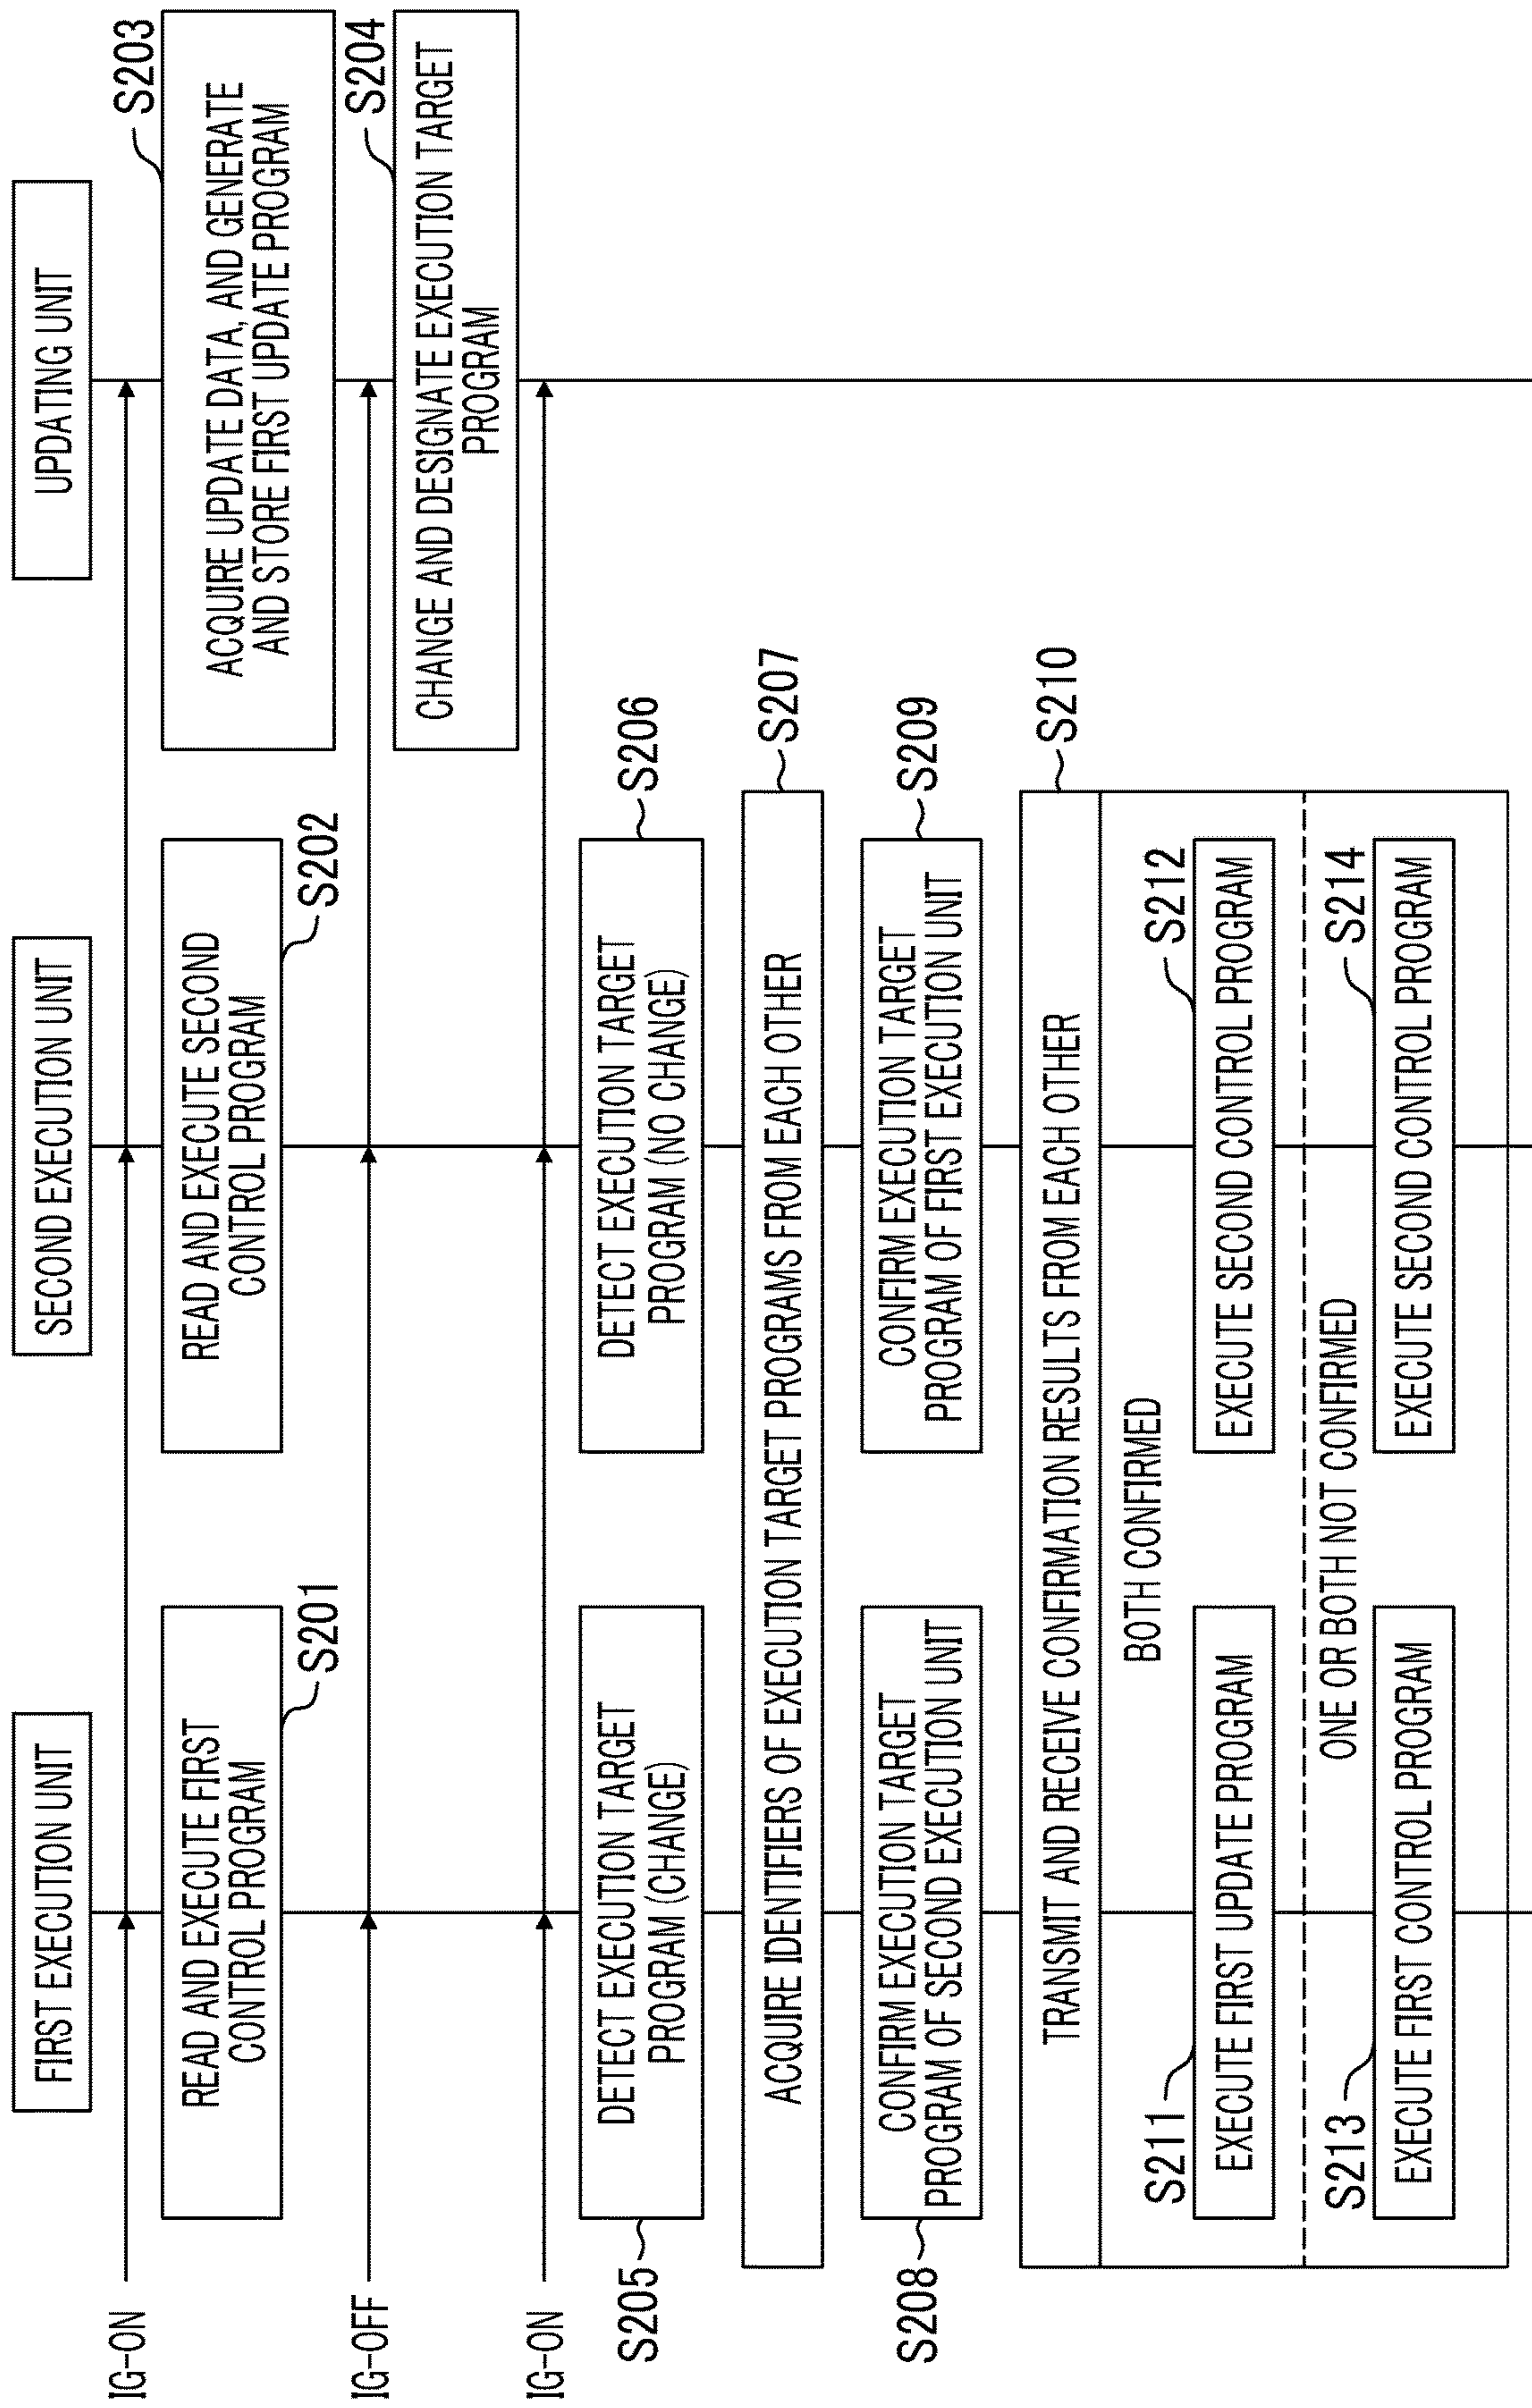 FIRST EXECUTION UNIT
SECOND EXECUTION UNIT
UPDATING UNIT
IG-ON
READ AND EXECUTE FIRST
CONTROL PROGRAM
S201
READ AND EXECUTE SECOND
CONTROL PROGRAM
S202
S203
ACQUIRE UPDATE DATA, AND GENERATE
AND STORE FIRST UPDATE PROGRAM
IG-OFF
S204
CHANGE AND DESIGNATE EXECUTION TARGET
PROGRAM
IG-ON
S205
DETECT EXECUTION TARGET
PROGRAM (CHANGE)
DETECT EXECUTION TARGET
PROGRAM (NO CHANGE)
S206
ACQUIRE IDENTIFIERS OF EXECUTION TARGET PROGRAMS FROM EACH OTHER
S207
S208
CONFIRM EXECUTION TARGET
PROGRAM OF SECOND EXECUTION UNIT
CONFIRM EXECUTION TARGET
PROGRAM OF FIRST EXECUTION UNIT
S209
TRANSMIT AND RECEIVE CONFIRMATION RESULTS FROM EACH OTHER
S210
BOTH CONFIRMED
S211
EXECUTE FIRST UPDATE PROGRAM
S212
EXECUTE SECOND CONTROL PROGRAM
ONE OR BOTH NOT CONFIRMED
S213
EXECUTE FIRST CONTROL PROGRAM
S214
EXECUTE SECOND CONTROL PROGRAM